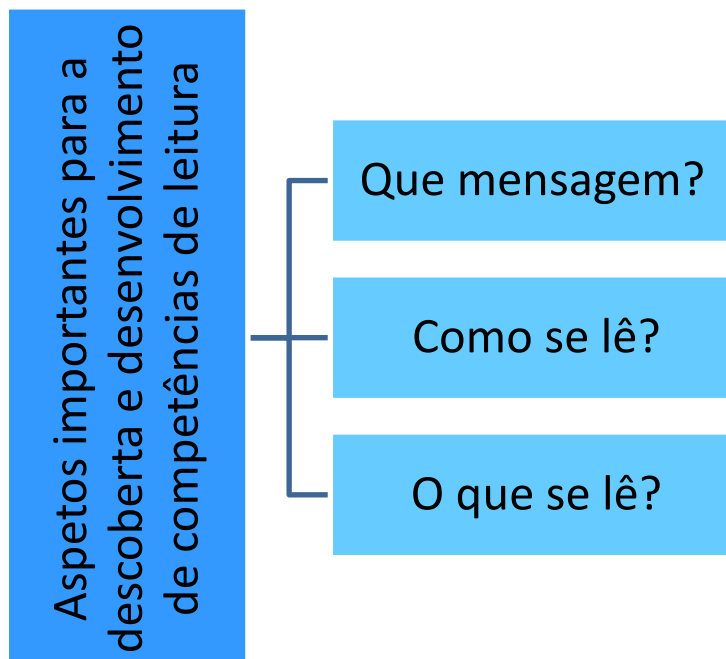 Aspetos importantes para a
descoberta e desenvolvimento
de competências de leitura
Que mensagem?
Como se lê?
O que se lê?